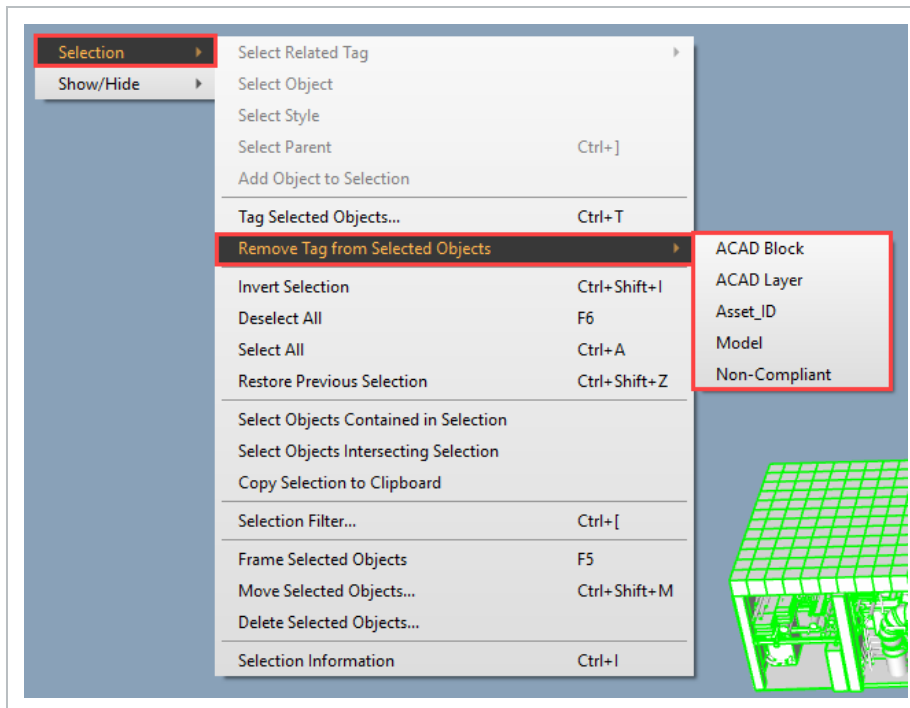 Selection
Show/Hide
Select Related Tag
Select Object
Select Style
Select Parent Ctrl+]
Add Object to Selection
Tag Selected Objects... Ctrl+T
Remove Tag from Selected Objects
Invert Selection Ctrl+Shift+I
Deselect All F6
Select All Ctrl+A
Restore Previous Selection Ctrl+Shift+Z
Select Objects Contained in Selection
Select Objects Intersecting Selection
Copy Selection to Clipboard
Selection Filter... Ctrl+[
Frame Selected Objects F5
Move Selected Objects... Ctrl+Shift+M
Delete Selected Objects...
Selection Information Ctrl+I
ACAD Block
ACAD Layer
Asset_ID
Model
Non-Compliant